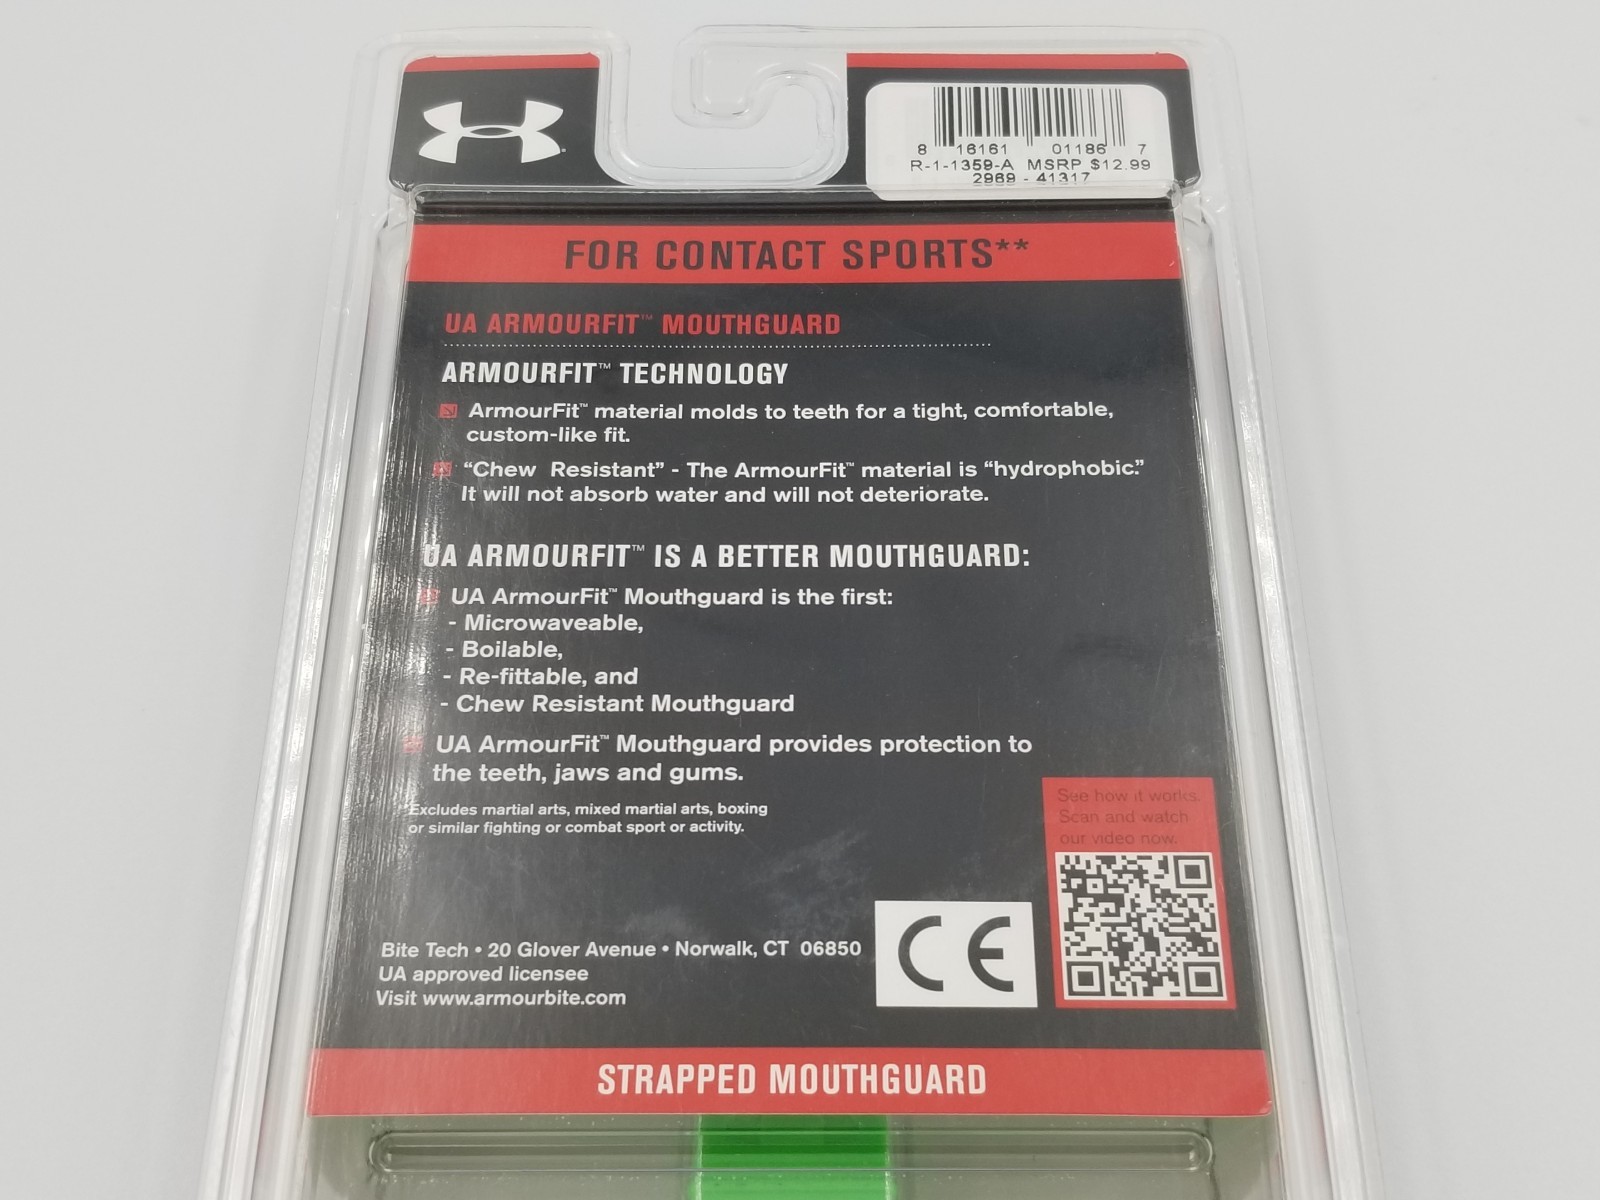 8 16161 01186 7
R-1-1359-A MSRP $12.99
2969 - 41317
FOR CONTACT SPORTS**
UA ARMOURFIT™ MOUTHGUARD
ARMOURFIT™ TECHNOLOGY
ArmourFit™ material molds to teeth for a tight, comfortable,
custom-like fit.
"Chew Resistant" - The ArmourFit™ material is "hydrophobic."
It will not absorb water and will not deteriorate.
UA ARMOURFIT™ IS A BETTER MOUTHGUARD:
UA ArmourFit™ Mouthguard is the first:
- Microwaveable,
- Boilable,
- Re-fittable, and
- Chew Resistant Mouthguard
UA ArmourFit™ Mouthguard provides protection to
the teeth, jaws and gums.
*Excludes martial arts, mixed martial arts, boxing
or similar fighting or combat sport or activity.
See how it works.
Scan and watch
our video now.
Bite Tech • 20 Glover Avenue • Norwalk, CT 06850
UA approved licensee
Visit www.armourbite.com
CE
STRAPPED MOUTHGUARD